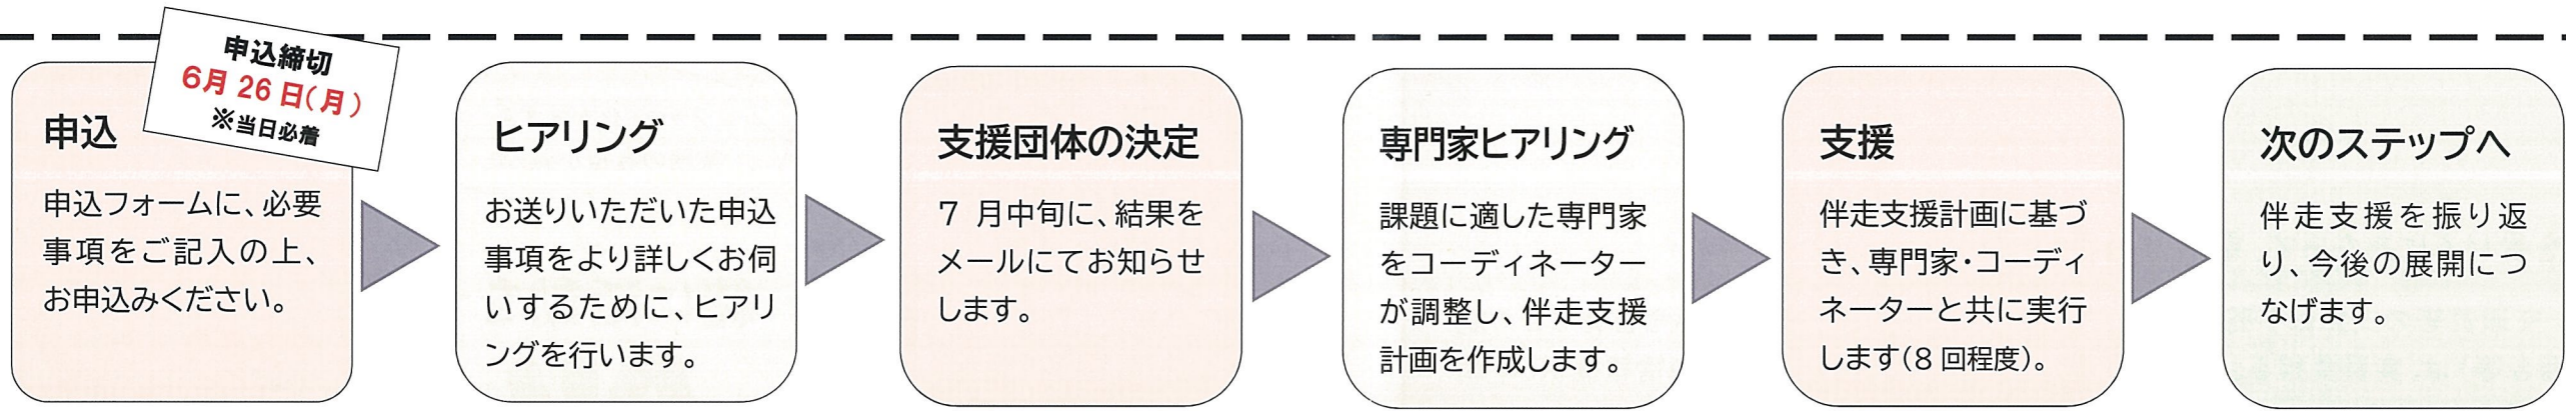 申込締切
6月 26 日(月)
※当日必着
申込
申込フォームに、必要
事項をご記入の上、
お申込みください。
ヒアリング
お送りいただいた申込
事項をより詳しくお伺
いするために、ヒアリ
ングを行います。
支援団体の決定
7 月中旬に、結果を
メールにてお知らせ
します。
専門家ヒアリング
課題に適した専門家
をコーディネーター
が調整し、伴走支援
計画を作成します。
支援
伴走支援計画に基づ
き、専門家・コーディ
ネーターと共に実行
します(8 回程度)。
次のステップへ
伴走支援を振り返
り、今後の展開につ
なげます。